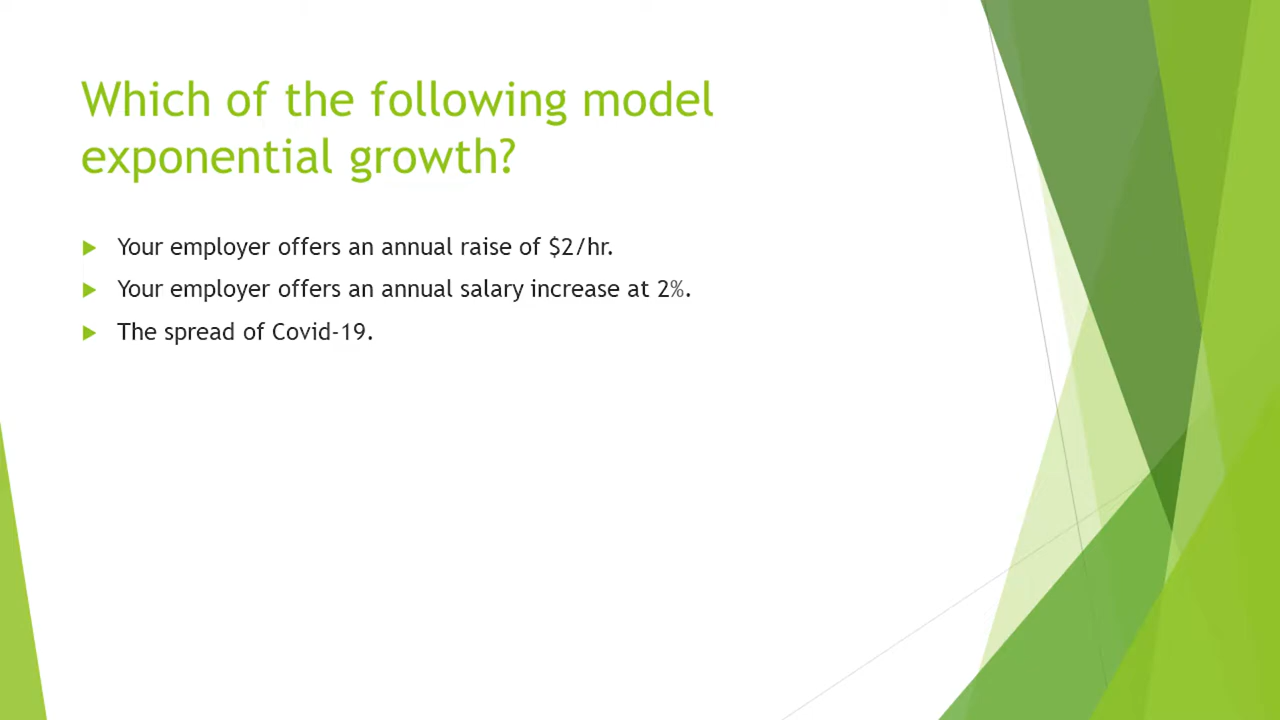 Which of the following model
exponential growth?
Your employer offers an annual raise of $2/hr.
Your employer offers an annual salary increase at 2%.
The spread of Covid-19.